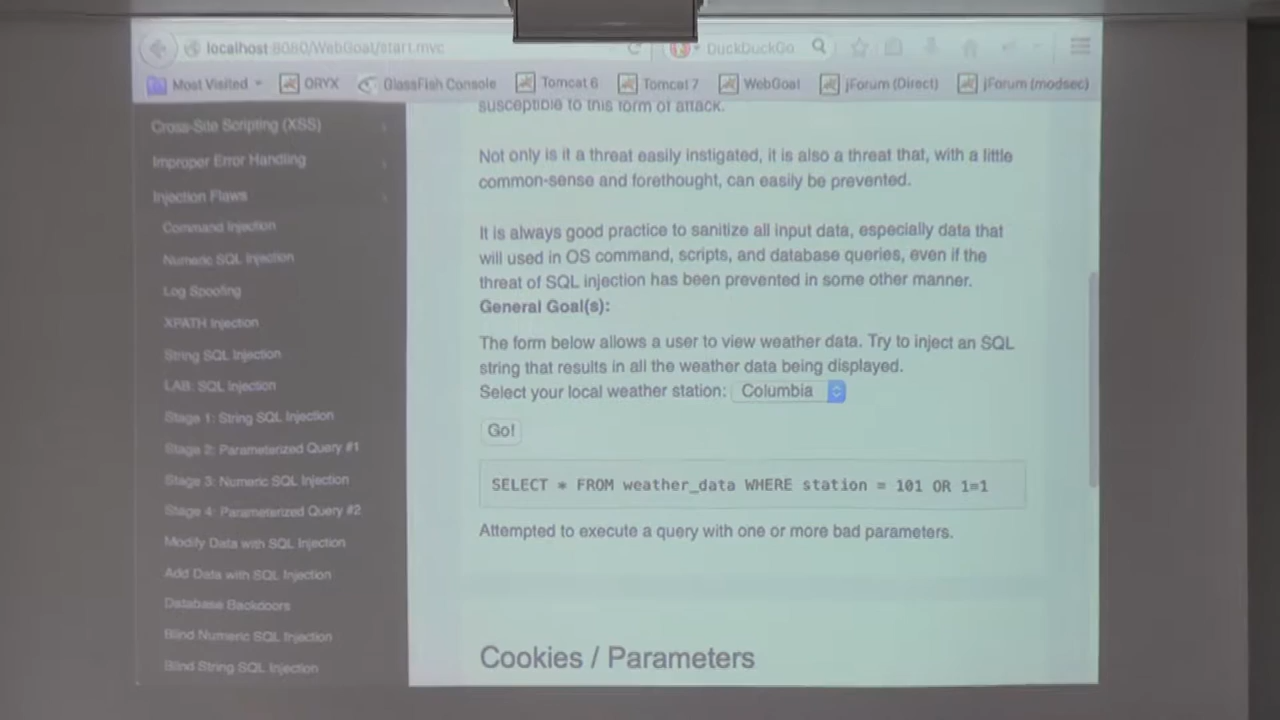 localhost:8080/WebGoat/start.mvc
DuckDuckGo
Most Visited
ORYX
GlassFish Console
Tomcat 6
Tomcat 7
WebGoat
jForum (Direct)
jForum (modsec)
Cross-Site Scripting (XSS)
Improper Error Handling
Injection Flaws
Command Injection
Numeric SQL Injection
Log Spoofing
XPATH Injection
String SQL Injection
LAB: SQL Injection
Stage 1: String SQL Injection
Stage 2: Parameterized Query #1
Stage 3: Numeric SQL Injection
Stage 4: Parameterized Query #2
Modify Data with SQL Injection
Add Data with SQL Injection
Database Backdoors
Blind Numeric SQL Injection
Blind String SQL Injection
susceptible to this form of attack.
Not only is it a threat easily instigated, it is also a threat that, with a little
common-sense and forethought, can easily be prevented.
It is always good practice to sanitize all input data, especially data that
will used in OS command, scripts, and database queries, even if the
threat of SQL injection has been prevented in some other manner.
General Goal(s):
The form below allows a user to view weather data. Try to inject an SQL
string that results in all the weather data being displayed.
Select your local weather station: Columbia
Go!
SELECT * FROM weather_data WHERE station = 101 OR 1=1
Attempted to execute a query with one or more bad parameters.
Cookies / Parameters